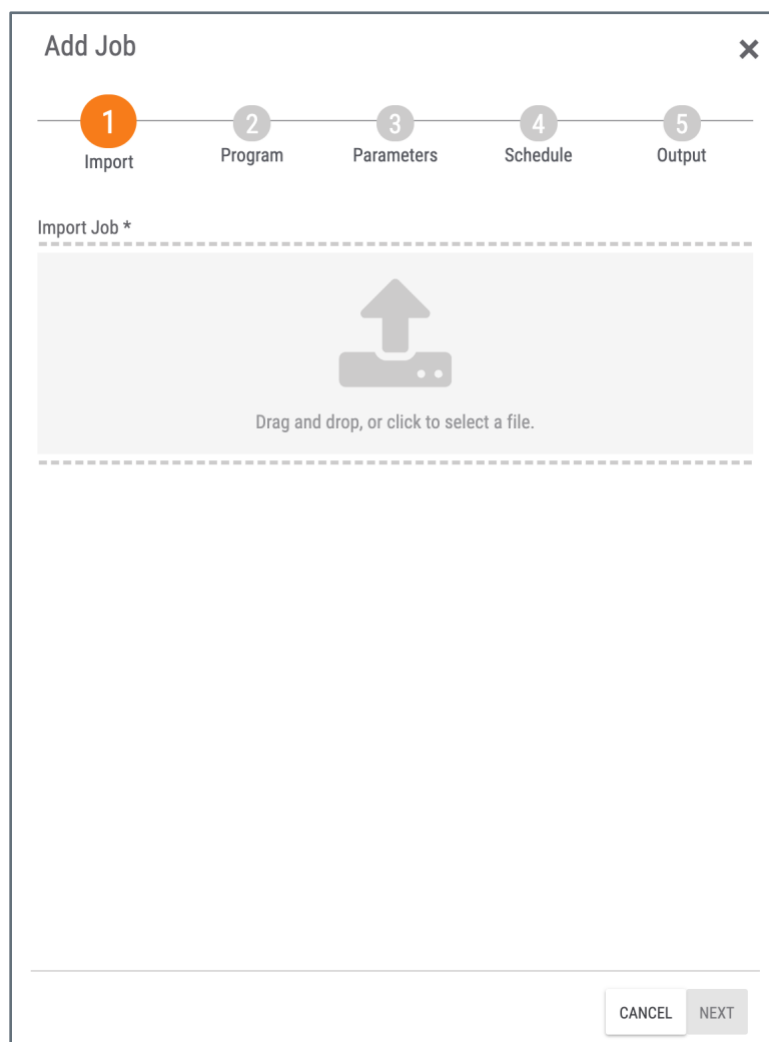 Add Job
1 2 3 4 5
Import Program Parameters Schedule Output
Import Job *
Drag and drop, or click to select a file.
CANCEL NEXT